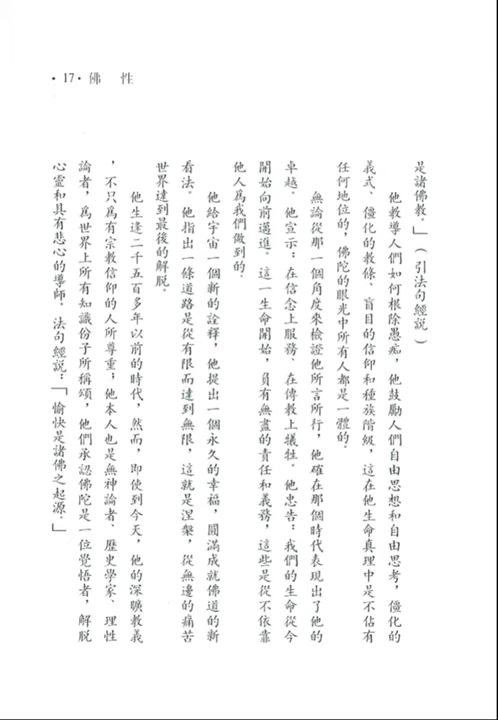 •17• 佛 性
是諸佛教。」(引法句經說)
他教導人們如何根除愚痴，他鼓勵人們自由思想和自由思考，僵化的
義式、僵化的教條、盲目的信仰和種族階級，這在他生命真理中是不佔有
任何地位的，佛陀的眼光中所有人都是一體的。
無論從那一個角度來檢證他所言所行，他確在那個時代表現出了他的
卓越。他宣示：在信念上服務、在傳教上犧牲。他忠告：我們的生命從今
開始向前邁進。這一生命開始，負有無盡的責任和義務，這些是從不依靠
他人為我們做到的。
他給宇宙一個新的詮釋，他提出一個永久的幸福，圓滿成就佛道的新
看法。他指出一條道路是從有限而達到無限，這就是涅槃，從無邊的痛苦
世界達到最後的解脫。
他生逢二千五百多年以前的時代，然而，即使到今天，他的深曠教義
，不只為有宗教信仰的人所尊重；他本人也是無神論者、歷史學家、理性
論者，為世界上所有知識份子所稱頌，他們承認佛陀是一位覺悟者，解脫
心靈和具有悲心的導師。法句經說：「愉快是諸佛之起源。」